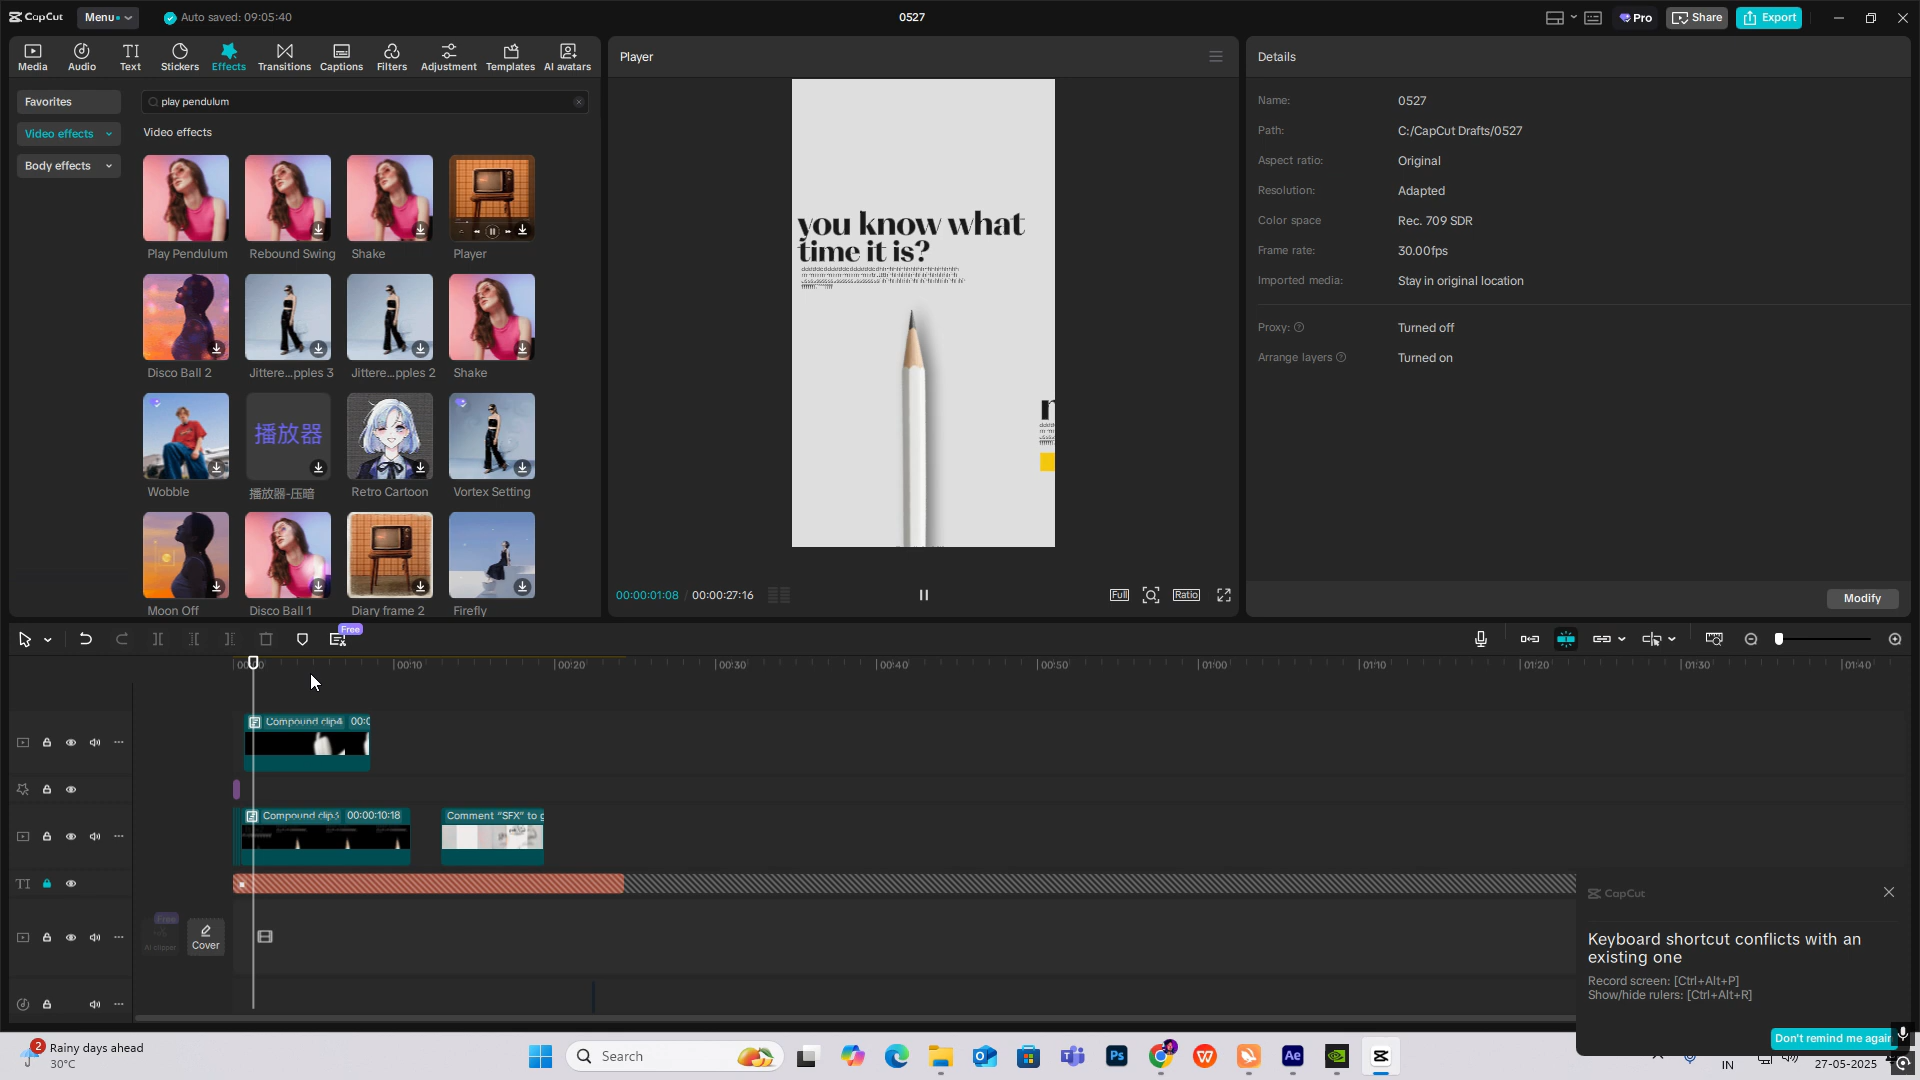 CapCut
Menu
Auto saved: 09:05:40
0527
Pro
Share
Export
Media
Audio
Text
Stickers
Effects
Transitions
Captions
Filters
Adjustment
Templates
AI avatars
Favorites
Video effects
Body effects
play pendulum
Video effects
Play Pendulum
Rebound Swing
Shake
Player
Disco Ball 2
Jittere...pples 3
Jittere...pples 2
Shake
播放器
Wobble
播放器-压暗
Retro Cartoon
Vortex Setting
Moon Off
Disco Ball 1
Diary frame 2
Firefly
Player
you know what
time it is?
00:00:01:08 / 00:00:27:16
Full
Ratio
Details
Name: 0527
Path: C:/CapCut Drafts/0527
Aspect ratio: Original
Resolution: Adapted
Color space Rec. 709 SDR
Frame rate: 30.00fps
Imported media: Stay in original location
Proxy: Turned off
Arrange layers Turned on
Modify
Free
00:10
00:20
00:30
00:40
00:50
01:00
01:10
01:20
01:30
01:40
Compound clip4 00:0
Compound clip3 00:00:10:18
Comment "SFX" to g
TI
Free
AI clipper
Cover
CapCut
Keyboard shortcut conflicts with an
existing one
Record screen: [Ctrl+Alt+P]
Show/hide rulers: [Ctrl+Alt+R]
Don't remind me again
2
Rainy days ahead
30°C
Search
Ps
Ae
IN
27-05-2025